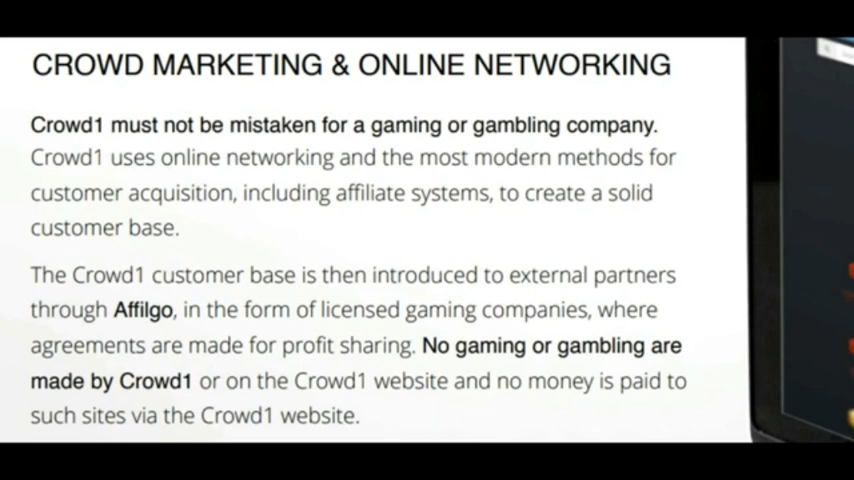 CROWD MARKETING & ONLINE NETWORKING
Crowd1 must not be mistaken for a gaming or gambling company.
Crowd1 uses online networking and the most modern methods for
customer acquisition, including affiliate systems, to create a solid
customer base.
The Crowd1 customer base is then introduced to external partners
through Affilgo, in the form of licensed gaming companies, where
agreements are made for profit sharing. No gaming or gambling are
made by Crowd1 or on the Crowd1 website and no money is paid to
such sites via the Crowd1 website.